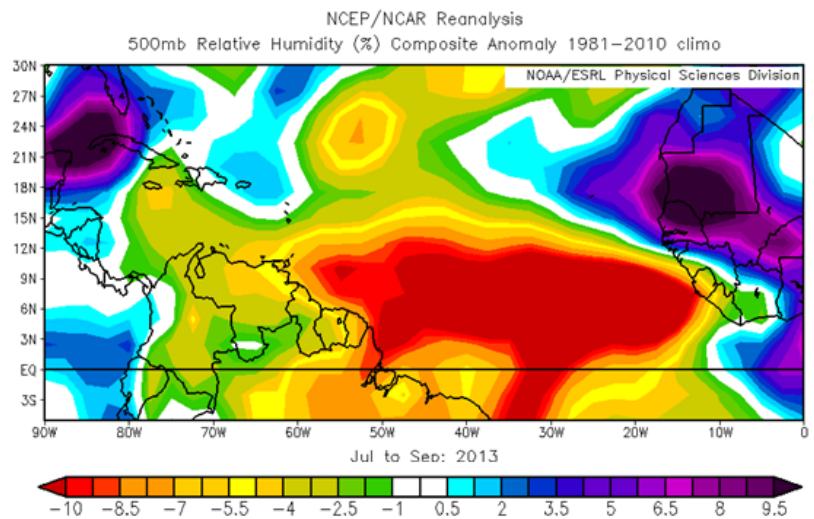 NCEP/NCAR Reanalysis
500mb Relative Humidity (%) Composite Anomaly 1981-2010 climo
NOAA/ESRL Physical Sciences Division
30N
27N
24N
21N
18N
15N
12N
9N
6N
3N
EQ
3S
90W 80W 70W 60W 50W 40W 30W 20W 10W 0
Jul to Sep: 2013
-10 -8.5 -7 -5.5 -4 -2.5 -1 0.5 2 3.5 5 6.5 8 9.5